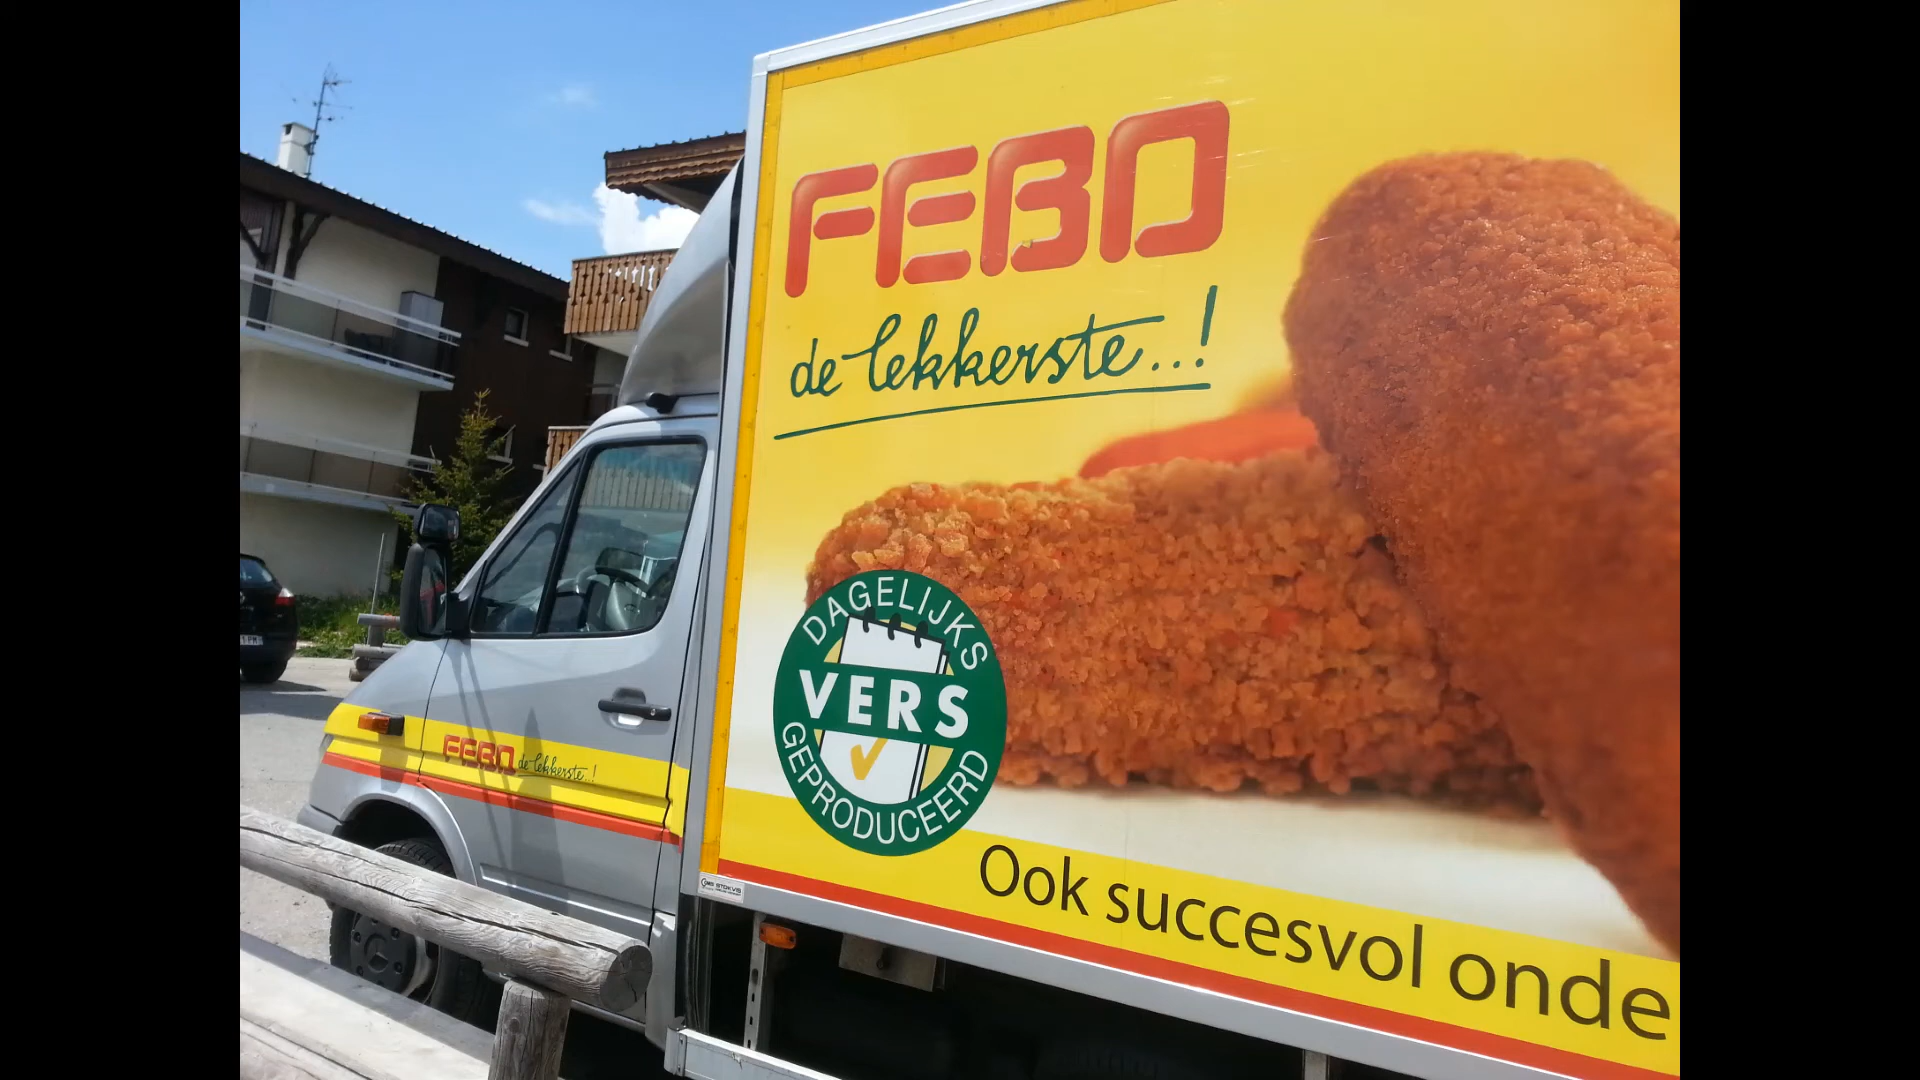 FEBO
de lekkerste..!
DAGELIJKS
VERS
GEPRODUCEERD
Ook succesvol onde
FEBO de lekkerste..!